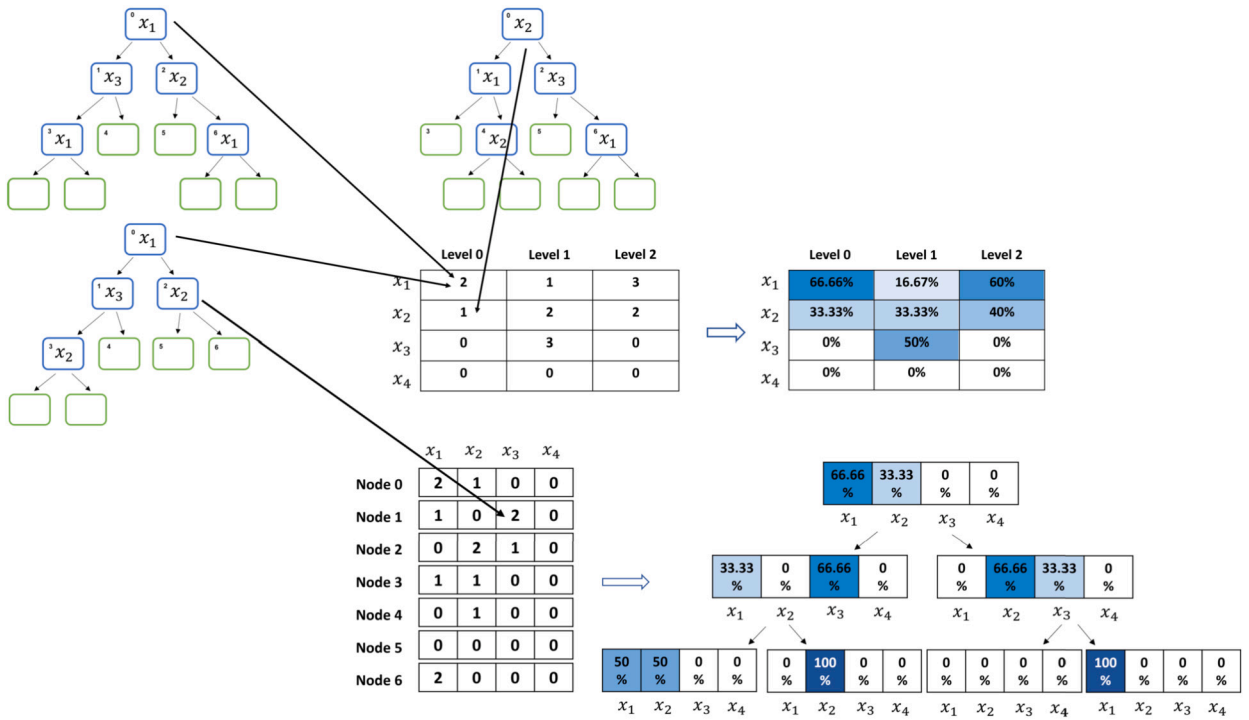 0 x₁
1 x₃ 2 x₂
3 x₁ 4 5 6 x₁
0 x₂
1 x₁ 2 x₃
3 4 x₂ 5 6 x₁
0 x₁
1 x₃ 2 x₂
3 x₂ 4 5 6
Level 0 Level 1 Level 2
x₁ 2 1 3
x₂ 1 2 2
x₃ 0 3 0
x₄ 0 0 0
Level 0 Level 1 Level 2
x₁ 66.66% 16.67% 60%
x₂ 33.33% 33.33% 40%
x₃ 0% 50% 0%
x₄ 0% 0% 0%
x₁ x₂ x₃ x₄
Node 0 2 1 0 0
Node 1 1 0 2 0
Node 2 0 2 1 0
Node 3 1 1 0 0
Node 4 0 1 0 0
Node 5 0 0 0 0
Node 6 2 0 0 0
66.66 33.33 0 0
% % % %
x₁ x₂ x₃ x₄
33.33 0 66.66 0
% % % %
x₁ x₂ x₃ x₄
0 66.66 33.33 0
% % % %
x₁ x₂ x₃ x₄
50 50 0 0
% % % %
x₁ x₂ x₃ x₄
0 100 0 0
% % % %
x₁ x₂ x₃ x₄
0 0 0 0
% % % %
x₁ x₂ x₃ x₄
100 0 0 0
% % % %
x₁ x₂ x₃ x₄